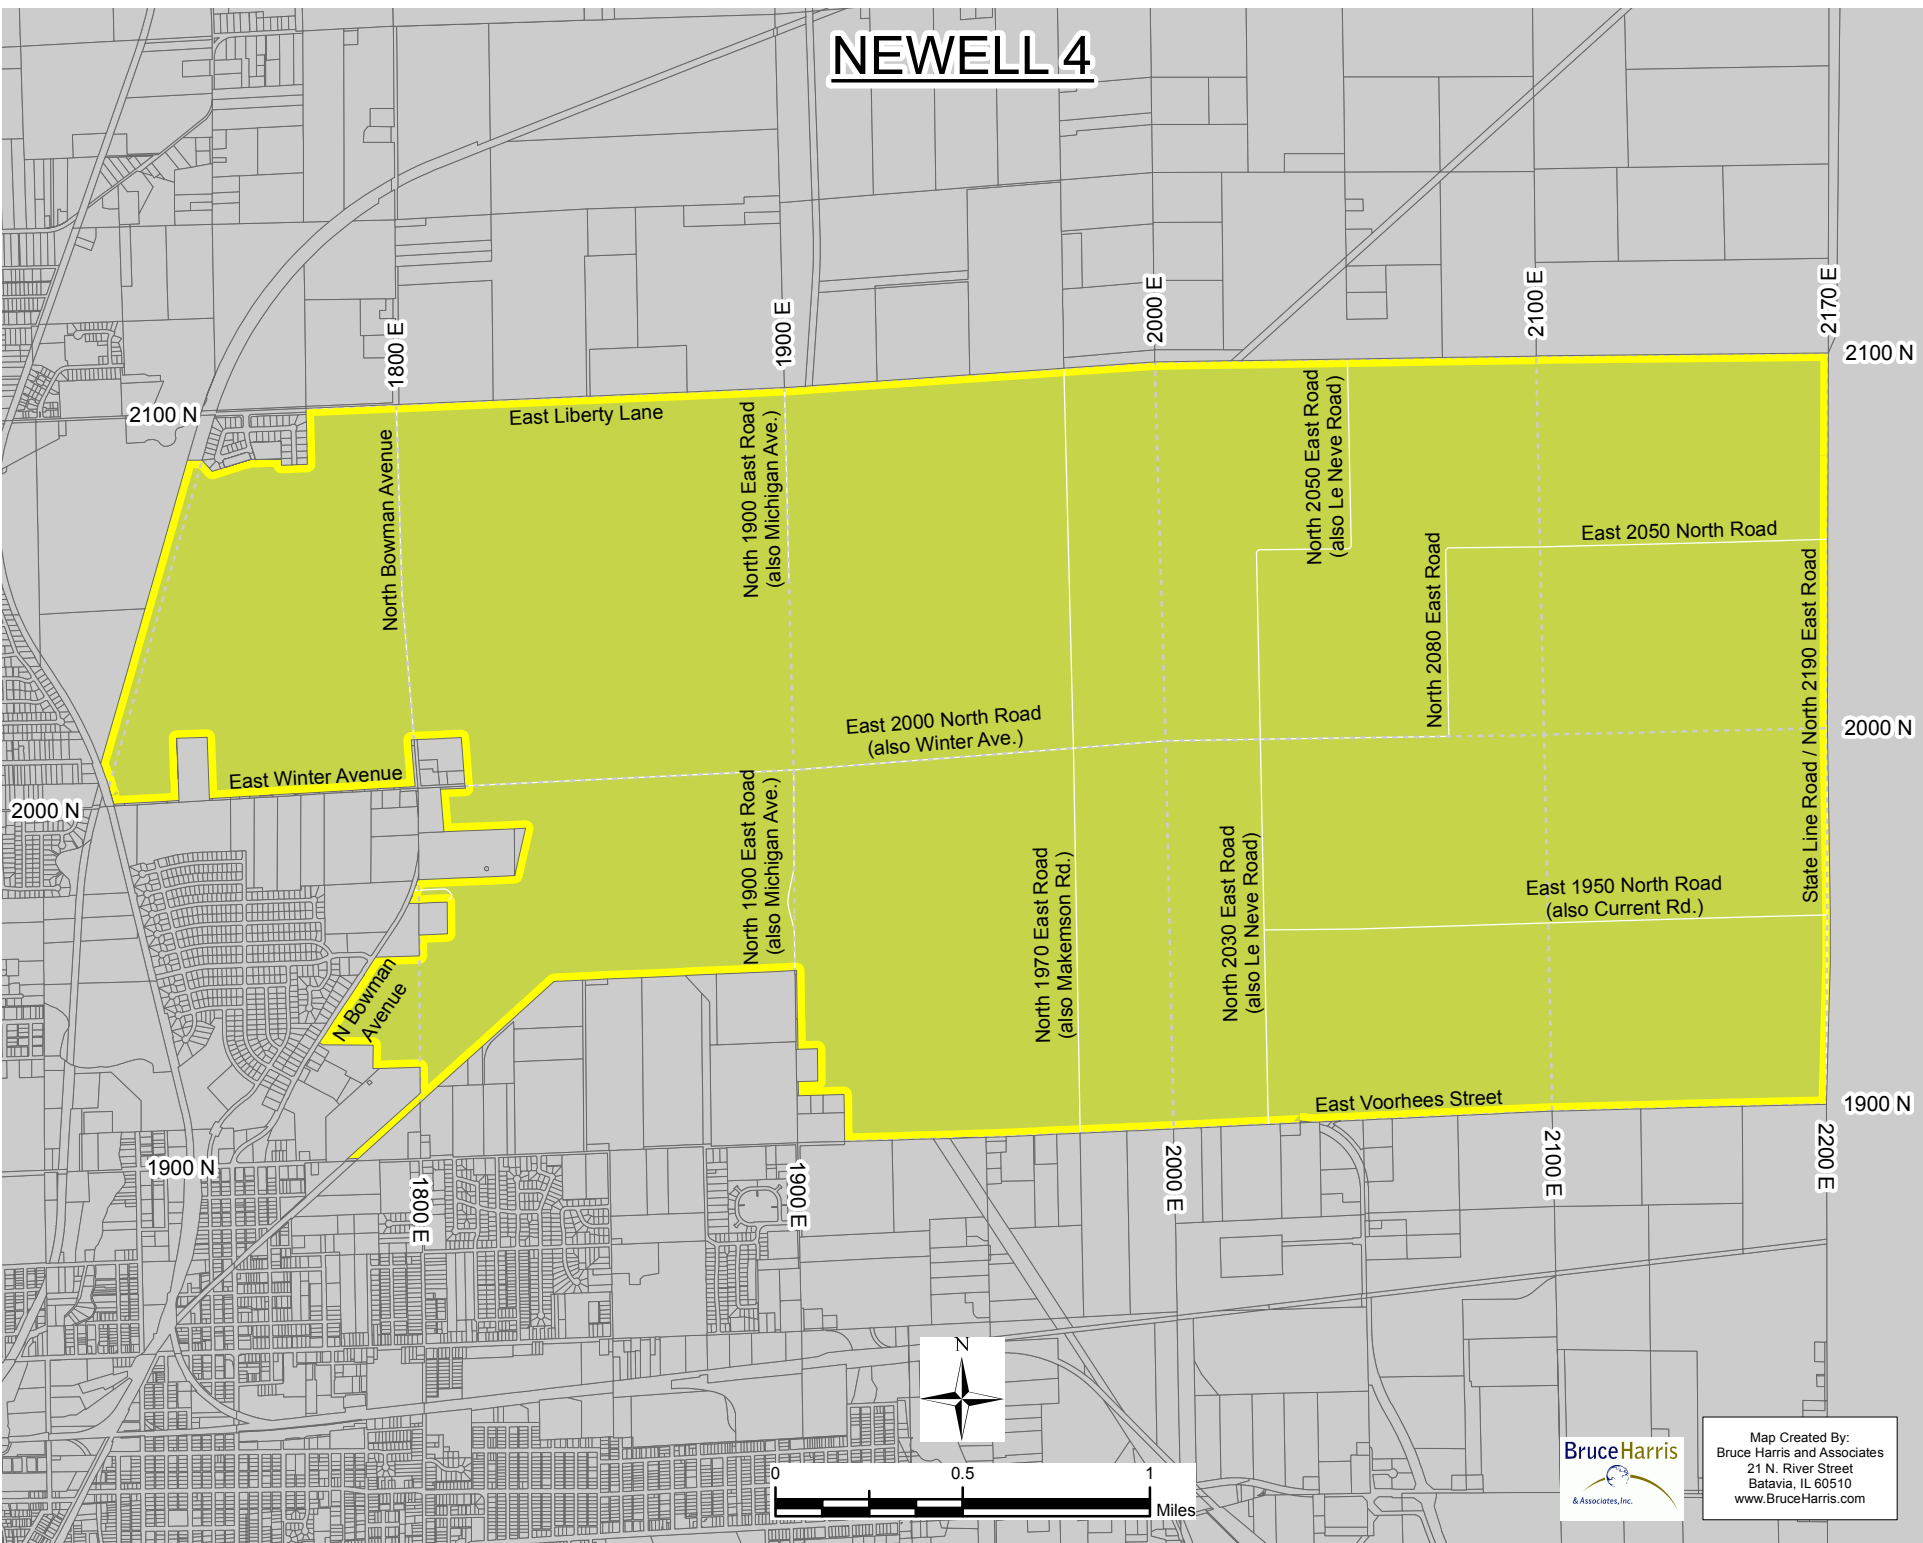 NEWELL 4
1800 E
1900 E
2000 E
2100 E
2170 E
2100 N
2100 N
East Liberty Lane
North Bowman Avenue
North 1900 East Road
(also Michigan Ave.)
North 2050 East Road
(also Le Neve Road)
East 2050 North Road
North 2080 East Road
State Line Road / North 2190 East Road
East 2000 North Road
(also Winter Ave.)
2000 N
East Winter Avenue
2000 N
North 1900 East Road
(also Michigan Ave.)
North 1970 East Road
(also Makemson Rd.)
North 2030 East Road
(also Le Neve Road)
East 1950 North Road
(also Current Rd.)
N Bowman
Avenue
East Voorhees Street
1900 N
1900 N
1800 E
1900 E
2000 E
2100 E
2200 E
N
0 0.5 1
Miles
BruceHarris
& Associates, Inc.
Map Created By:
Bruce Harris and Associates
21 N. River Street
Batavia, IL 60510
www.BruceHarris.com